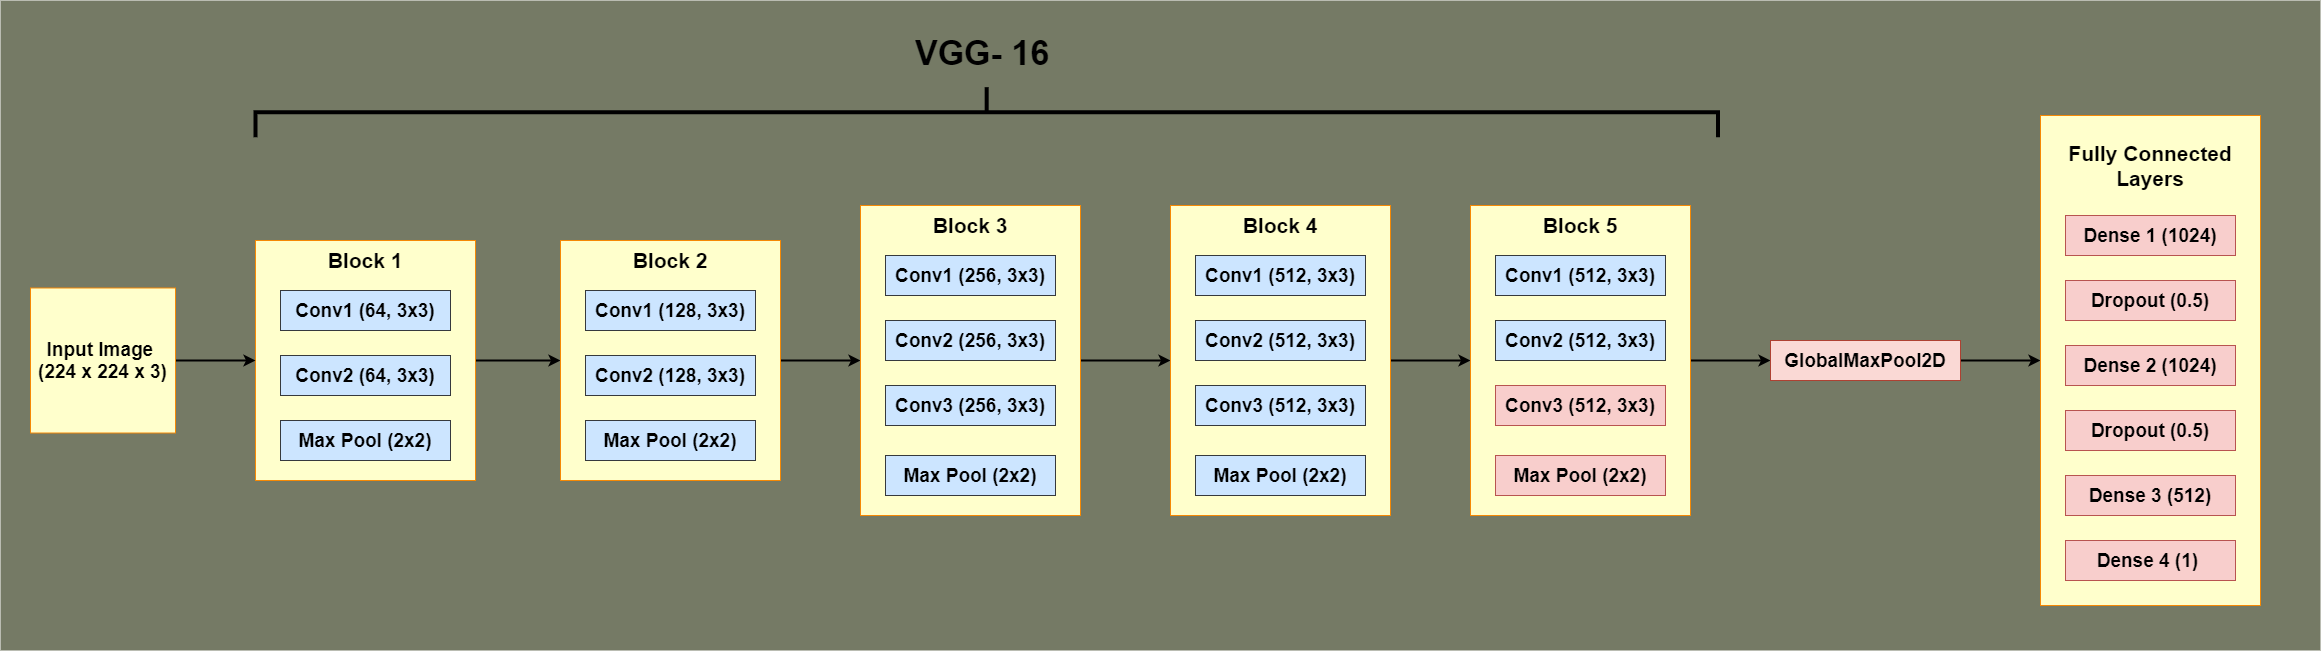 VGG- 16
Input Image
(224 x 224 x 3)
Block 1
Conv1 (64, 3x3)
Conv2 (64, 3x3)
Max Pool (2x2)
Block 2
Conv1 (128, 3x3)
Conv2 (128, 3x3)
Max Pool (2x2)
Block 3
Conv1 (256, 3x3)
Conv2 (256, 3x3)
Conv3 (256, 3x3)
Max Pool (2x2)
Block 4
Conv1 (512, 3x3)
Conv2 (512, 3x3)
Conv3 (512, 3x3)
Max Pool (2x2)
Block 5
Conv1 (512, 3x3)
Conv2 (512, 3x3)
Conv3 (512, 3x3)
Max Pool (2x2)
GlobalMaxPool2D
Fully Connected
Layers
Dense 1 (1024)
Dropout (0.5)
Dense 2 (1024)
Dropout (0.5)
Dense 3 (512)
Dense 4 (1)